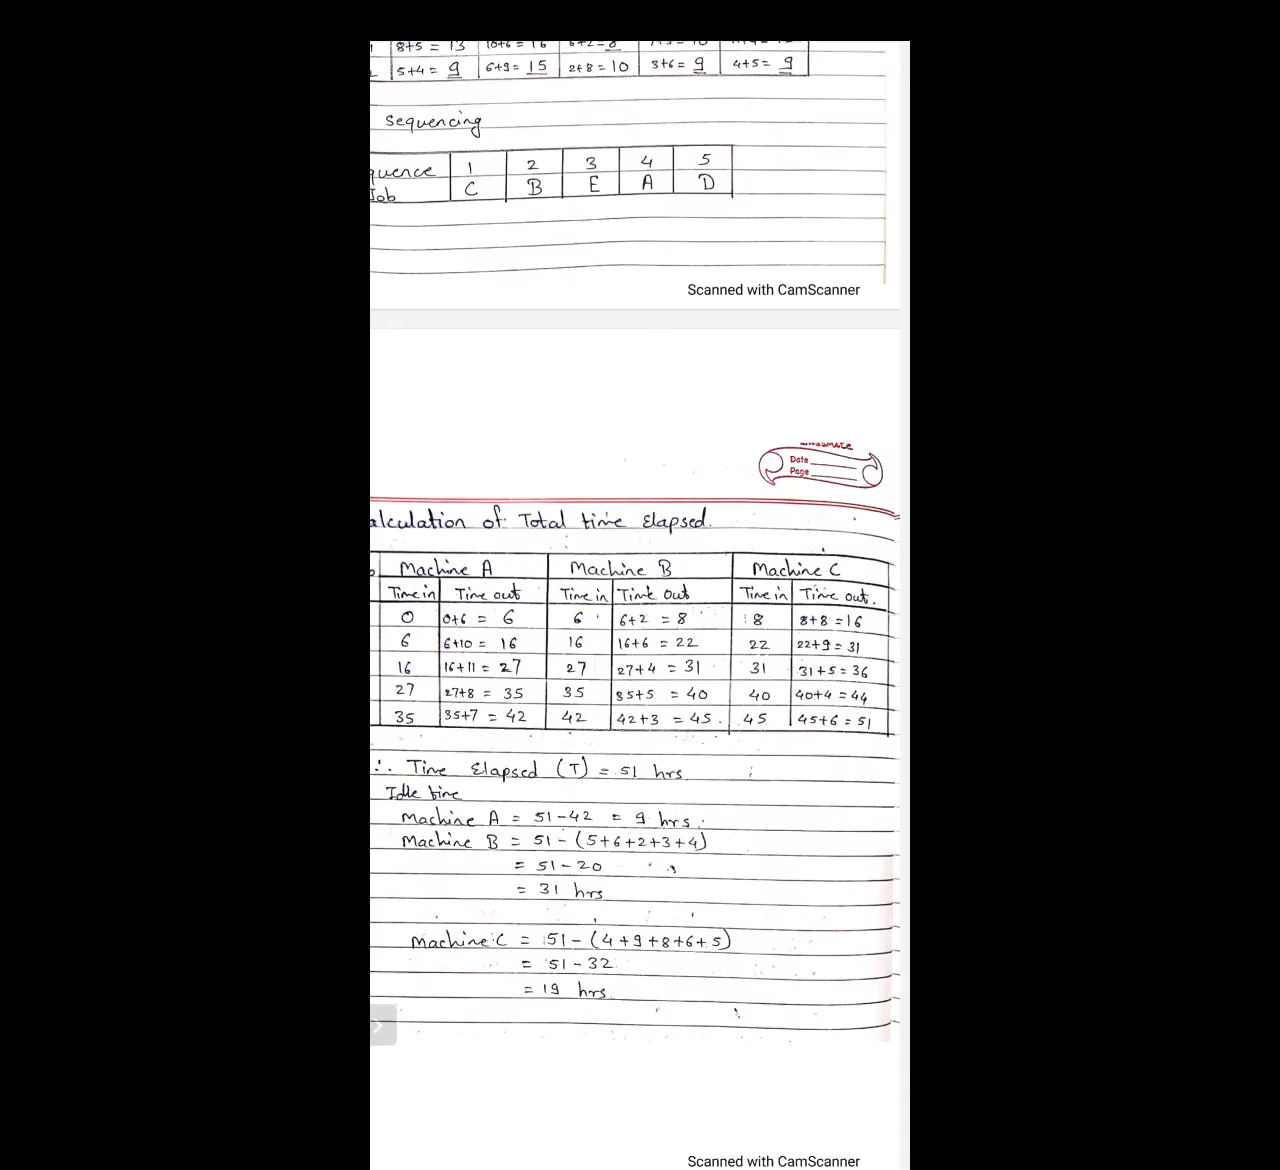 8+5 = 13 10+6 = 16 6+2=8
5+4 = 9 6+9 = 15 2+8 = 10 3+6 = 9 4+5 = 9
Sequencing
quence 1 2 3 4 5
Job C B E A D
Scanned with CamScanner
classmate
Date
Page
alculation of Total time Elapsed.
Machine A Machine B Machine C
Time in Time out Time in Time out Time in Time out.
0 0+6 = 6 6 6+2 = 8 8 8+8 = 16
6 6+10 = 16 16 16+6 = 22 22 22+9 = 31
16 16+11 = 27 27 27+4 = 31 31 31+5 = 36
27 27+8 = 35 35 35+5 = 40 40 40+4 = 44
35 35+7 = 42 42 42+3 = 45. 45 45+6 = 51
∴ Time Elapsed (T) = 51 hrs
Idle time
Machine A = 51-42 = 9 hrs.
Machine B = 51 - (5+6+2+3+4)
= 51-20
= 31 hrs
Machine C = 51 - (4+9+8+6+5)
= 51-32
= 19 hrs.
Scanned with CamScanner